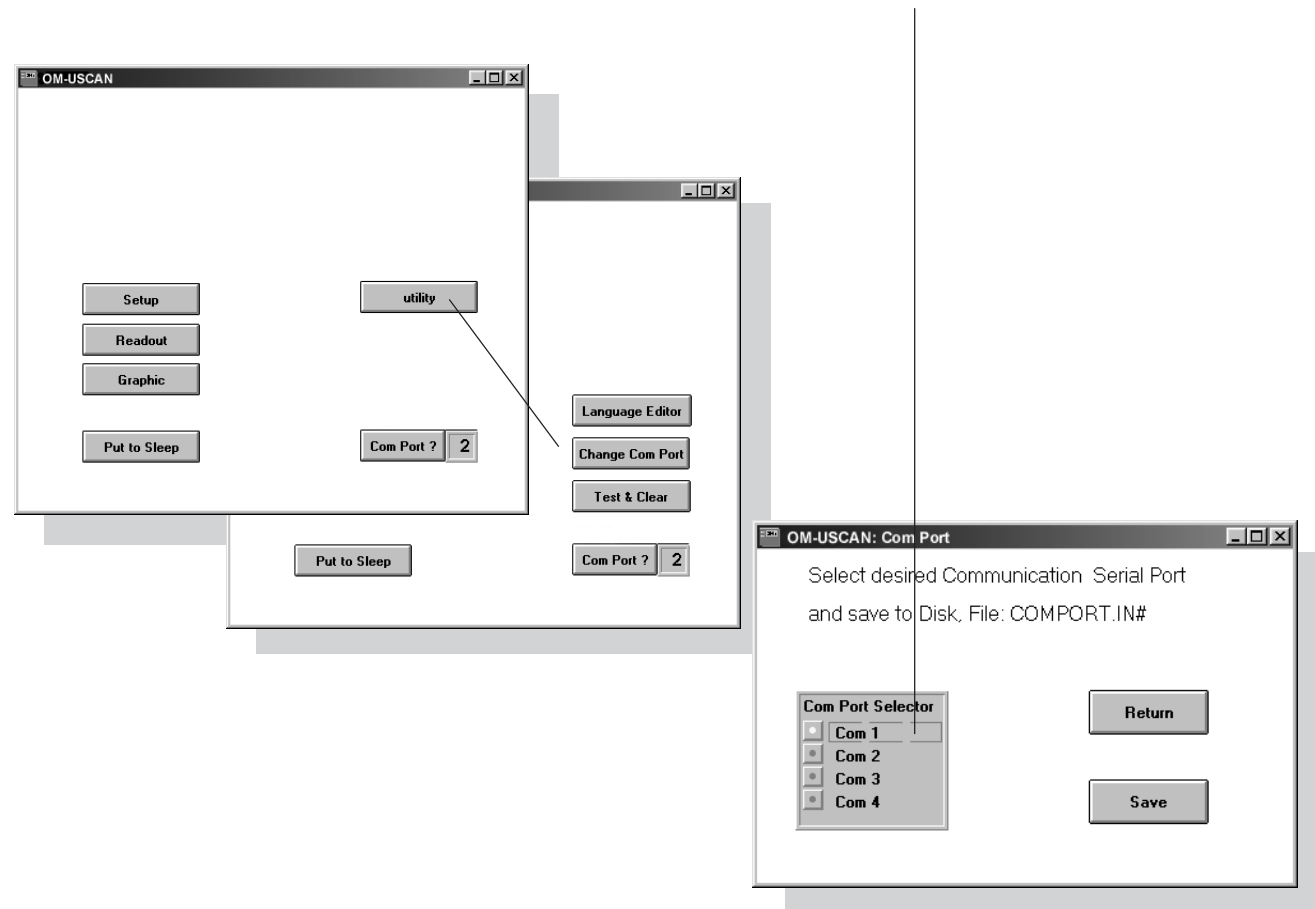 OM-USCAN
Setup
utility
Readout
Graphic
Put to Sleep
Com Port ? 2
Language Editor
Change Com Port
Test & Clear
Put to Sleep
Com Port ? 2
OM-USCAN: Com Port
Select desired Communication Serial Port
and save to Disk, File: COMPORT.IN#
Com Port Selector
Com 1
Com 2
Com 3
Com 4
Return
Save